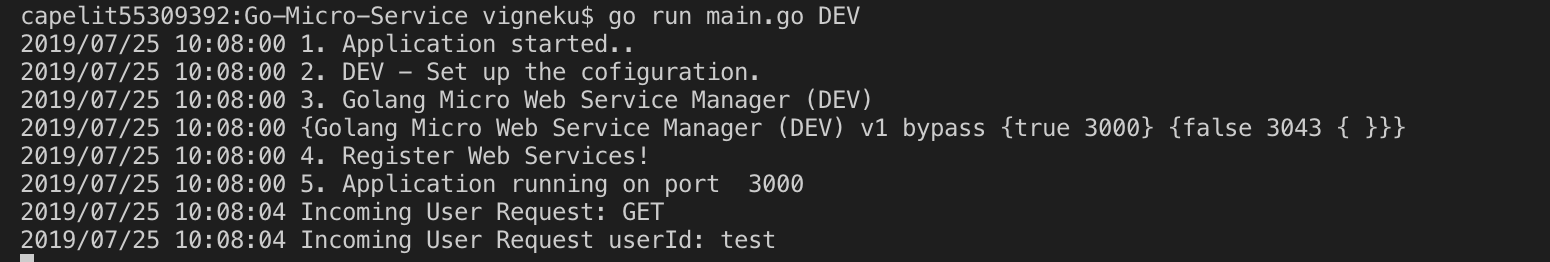 capelit55309392:Go-Micro-Service vigneku$ go run main.go DEV
2019/07/25 10:08:00 1. Application started..
2019/07/25 10:08:00 2. DEV - Set up the cofiguration.
2019/07/25 10:08:00 3. Golang Micro Web Service Manager (DEV)
2019/07/25 10:08:00 {Golang Micro Web Service Manager (DEV) v1 bypass {true 3000} {false 3043 { }}}
2019/07/25 10:08:00 4. Register Web Services!
2019/07/25 10:08:00 5. Application running on port  3000
2019/07/25 10:08:04 Incoming User Request: GET
2019/07/25 10:08:04 Incoming User Request userId: test